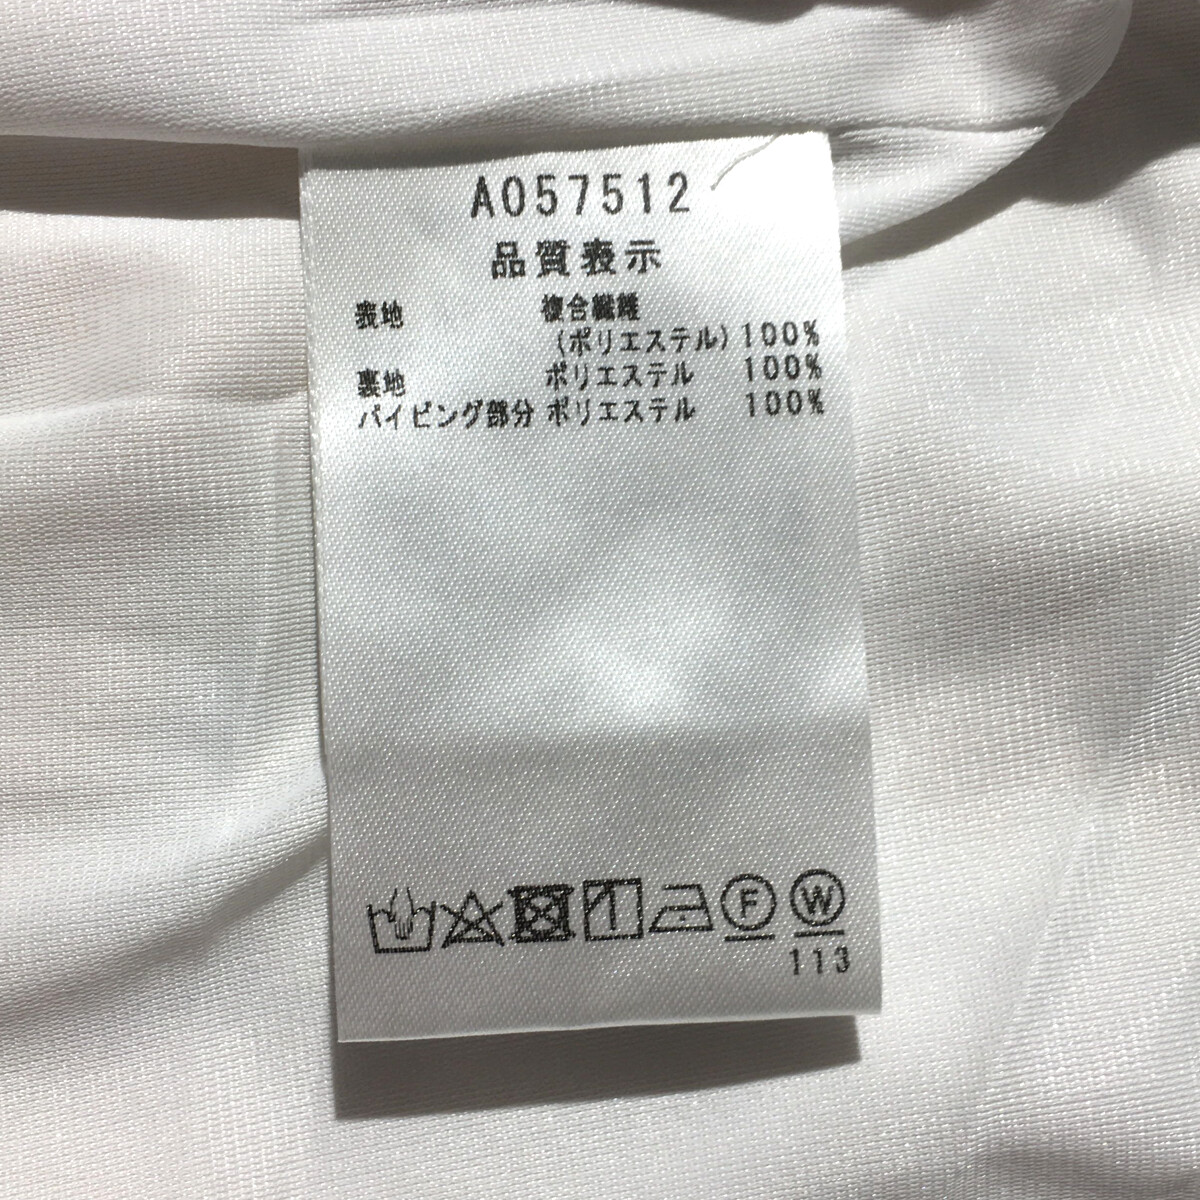 A057512
品質表示
表地 複合繊維
(ポリエステル) 100%
裏地 ポリエステル 100%
パイピング部分 ポリエステル 100%
F W
113